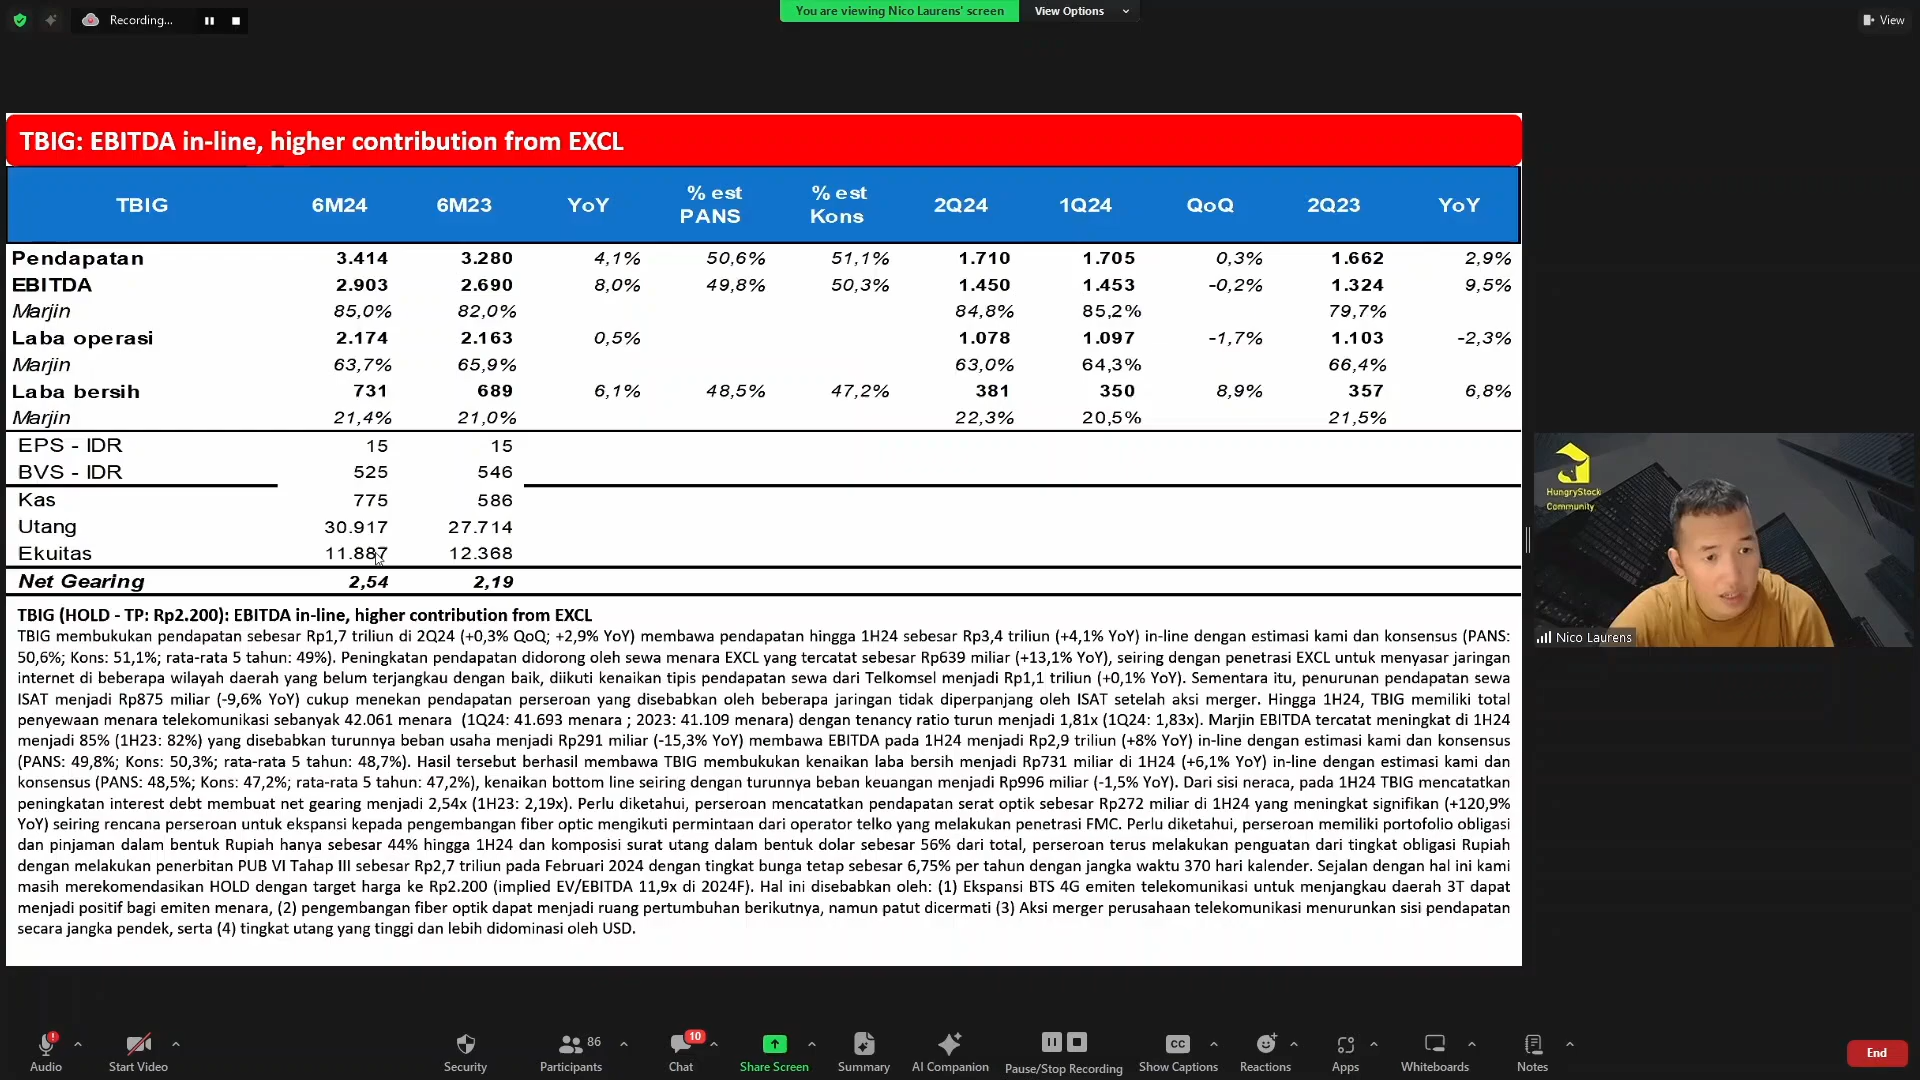 Recording...
You are viewing Nico Laurens' screen
View Options
View
TBIG: EBITDA in-line, higher contribution from EXCL
TBIG 6M24 6M23 YoY % est PANS % est Kons 2Q24 1Q24 QoQ 2Q23 YoY
Pendapatan 3.414 3.280 4,1% 50,6% 51,1% 1.710 1.705 0,3% 1.662 2,9%
EBITDA 2.903 2.690 8,0% 49,8% 50,3% 1.450 1.453 -0,2% 1.324 9,5%
Marjin 85,0% 82,0% 84,8% 85,2% 79,7%
Laba operasi 2.174 2.163 0,5% 1.078 1.097 -1,7% 1.103 -2,3%
Marjin 63,7% 65,9% 63,0% 64,3% 66,4%
Laba bersih 731 689 6,1% 48,5% 47,2% 381 350 8,9% 357 6,8%
Marjin 21,4% 21,0% 22,3% 20,5% 21,5%
EPS - IDR 15 15
BVS - IDR 525 546
Kas 775 586
Utang 30.917 27.714
Ekuitas 11.887 12.368
Net Gearing 2,54 2,19
TBIG (HOLD - TP: Rp2.200): EBITDA in-line, higher contribution from EXCL
TBIG membukukan pendapatan sebesar Rp1,7 triliun di 2Q24 (+0,3% QoQ; +2,9% YoY) membawa pendapatan hingga 1H24 sebesar Rp3,4 triliun (+4,1% YoY) in-line dengan estimasi kami dan konsensus (PANS:
50,6%; Kons: 51,1%; rata-rata 5 tahun: 49%). Peningkatan pendapatan didorong oleh sewa menara EXCL yang tercatat sebesar Rp639 miliar (+13,1% YoY), seiring dengan penetrasi EXCL untuk menyasar jaringan
internet di beberapa wilayah daerah yang belum terjangkau dengan baik, diikuti kenaikan tipis pendapatan sewa dari Telkomsel menjadi Rp1,1 triliun (+0,1% YoY). Sementara itu, penurunan pendapatan sewa
ISAT menjadi Rp875 miliar (-9,6% YoY) cukup menekan pendapatan perseroan yang disebabkan oleh beberapa jaringan tidak diperpanjang oleh ISAT setelah aksi merger. Hingga 1H24, TBIG memiliki total
penyewaan menara telekomunikasi sebanyak 42.061 menara (1Q24: 41.693 menara ; 2023: 41.109 menara) dengan tenancy ratio turun menjadi 1,81x (1Q24: 1,83x). Marjin EBITDA tercatat meningkat di 1H24
menjadi 85% (1H23: 82%) yang disebabkan turunnya beban usaha menjadi Rp291 miliar (-15,3% YoY) membawa EBITDA pada 1H24 menjadi Rp2,9 triliun (+8% YoY) in-line dengan estimasi kami dan konsensus
(PANS: 49,8%; Kons: 50,3%; rata-rata 5 tahun: 48,7%). Hasil tersebut berhasil membawa TBIG membukukan kenaikan laba bersih menjadi Rp731 miliar di 1H24 (+6,1% YoY) in-line dengan estimasi kami dan
konsensus (PANS: 48,5%; Kons: 47,2%; rata-rata 5 tahun: 47,2%), kenaikan bottom line seiring dengan turunnya beban keuangan menjadi Rp996 miliar (-1,5% YoY). Dari sisi neraca, pada 1H24 TBIG mencatatkan
peningkatan interest debt membuat net gearing menjadi 2,54x (1H23: 2,19x). Perlu diketahui, perseroan mencatatkan pendapatan serat optik sebesar Rp272 miliar di 1H24 yang meningkat signifikan (+120,9%
YoY) seiring rencana perseroan untuk ekspansi kepada pengembangan fiber optic mengikuti permintaan dari operator telko yang melakukan penetrasi FMC. Perlu diketahui, perseroan memiliki portofolio obligasi
dan pinjaman dalam bentuk Rupiah hanya sebesar 44% hingga 1H24 dan komposisi surat utang dalam bentuk dolar sebesar 56% dari total, perseroan terus melakukan penguatan dari tingkat obligasi Rupiah
dengan melakukan penerbitan PUB VI Tahap III sebesar Rp2,7 triliun pada Februari 2024 dengan tingkat bunga tetap sebesar 6,75% per tahun dengan jangka waktu 370 hari kalender. Sejalan dengan hal ini kami
masih merekomendasikan HOLD dengan target harga ke Rp2.200 (implied EV/EBITDA 11,9x di 2024F). Hal ini disebabkan oleh: (1) Ekspansi BTS 4G emiten telekomunikasi untuk menjangkau daerah 3T dapat
menjadi positif bagi emiten menara, (2) pengembangan fiber optik dapat menjadi ruang pertumbuhan berikutnya, namun patut dicermati (3) Aksi merger perusahaan telekomunikasi menurunkan sisi pendapatan
secara jangka pendek, serta (4) tingkat utang yang tinggi dan lebih didominasi oleh USD.
HungryStock
Community
Nico Laurens
Audio Start Video Security Participants 86 Chat 10 Share Screen Summary AI Companion Pause/Stop Recording CC Show Captions Reactions Apps Whiteboards Notes End